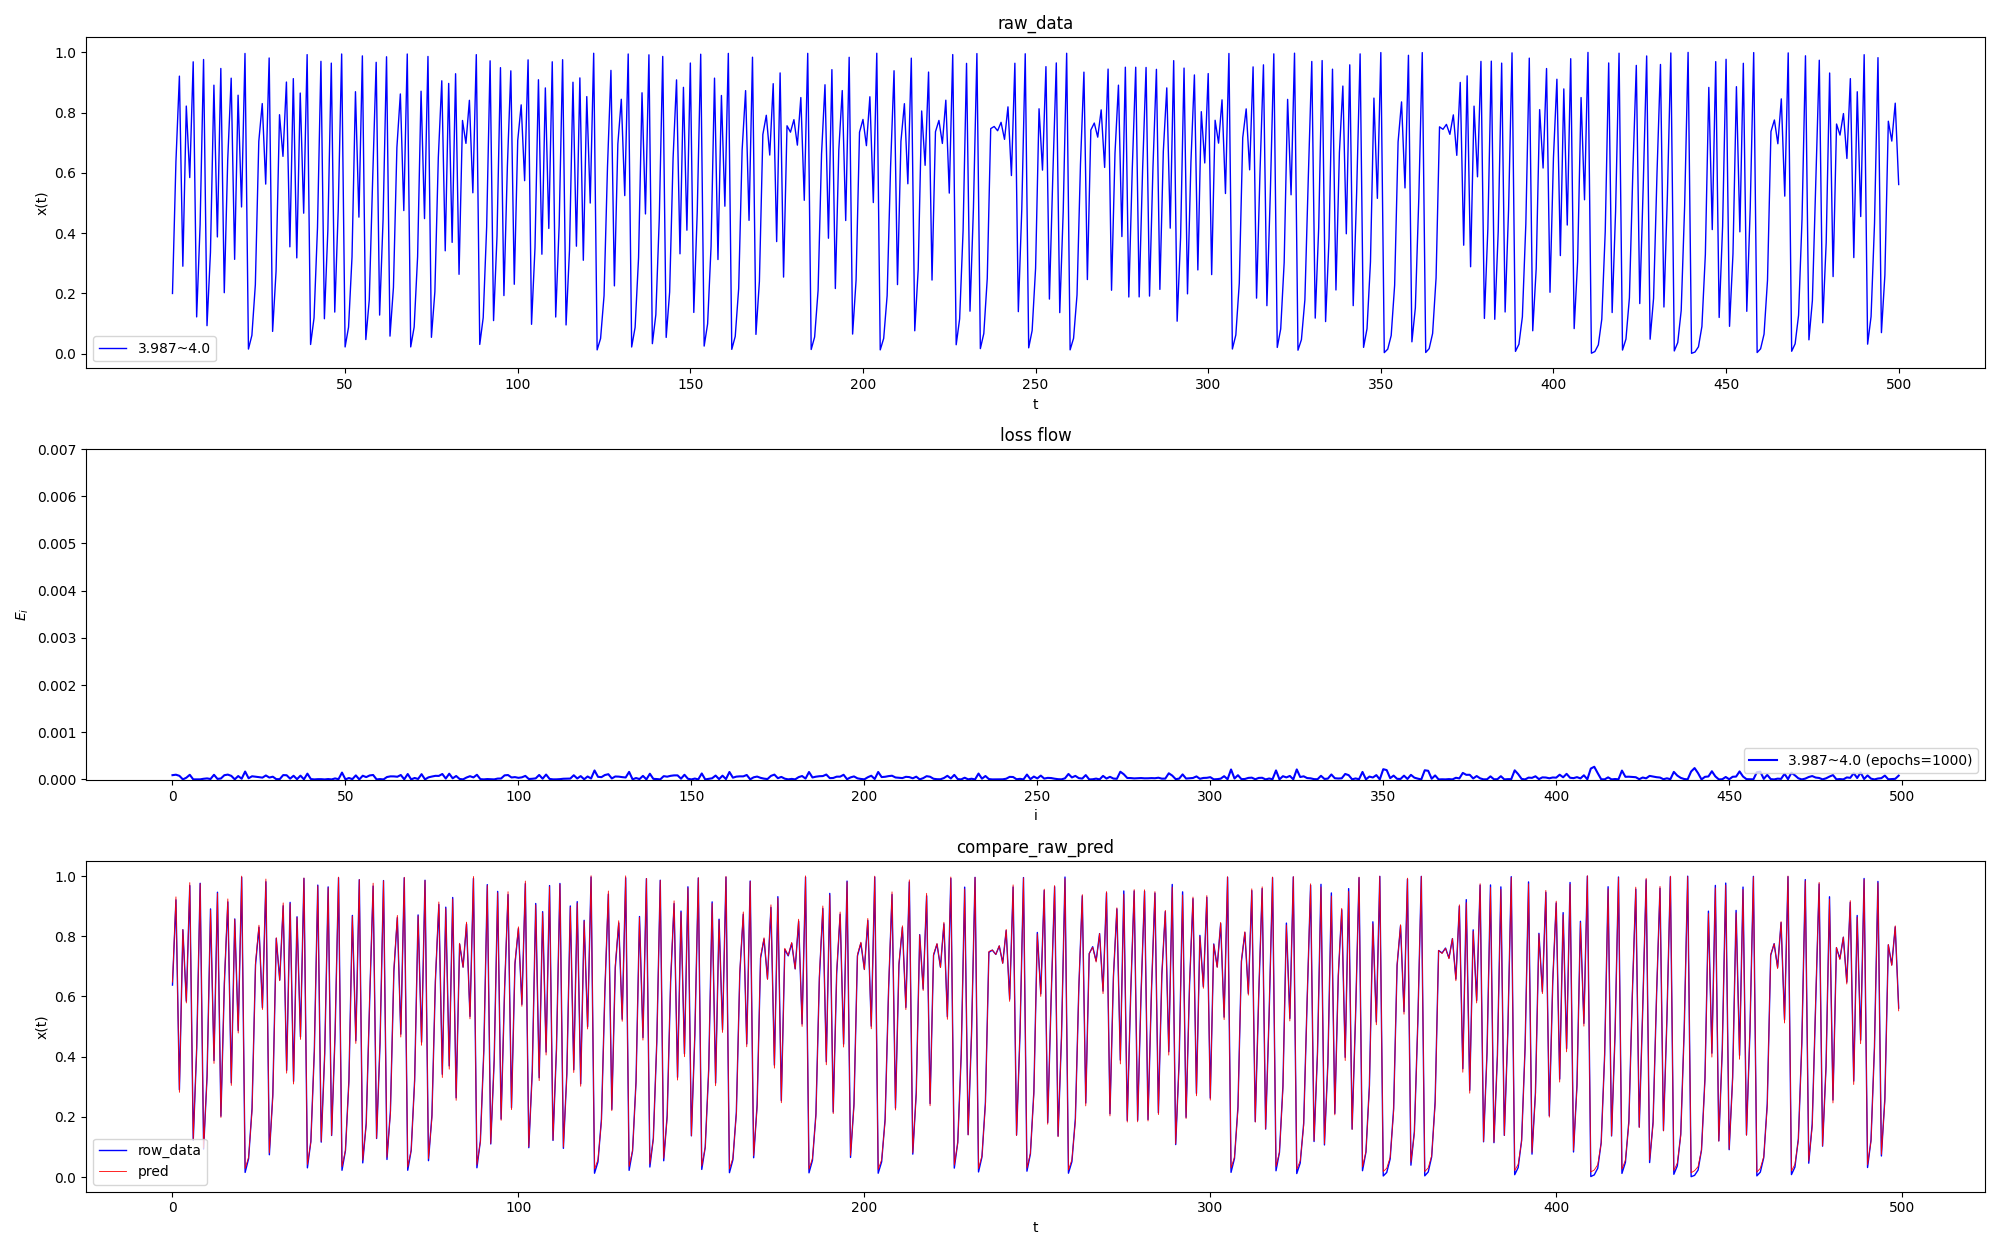 raw_data
1.0
0.8
0.6
0.4
0.2
0.0
x(t)
3.987~4.0
50 100 150 200 250 300 350 400 450 500
t
loss flow
0.007
0.006
0.005
0.004
0.003
0.002
0.001
0.000
E_i
3.987~4.0 (epochs=1000)
0 50 100 150 200 250 300 350 400 450 500
i
compare_raw_pred
1.0
0.8
0.6
0.4
0.2
0.0
x(t)
row_data
pred
0 100 200 300 400 500
t